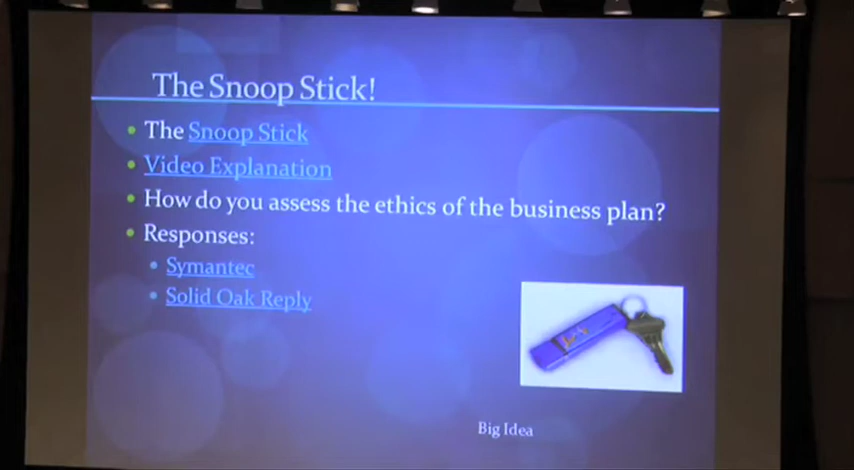 The Snoop Stick!
The Snoop Stick
Video Explanation
How do you assess the ethics of the business plan?
Responses:
Symantec
Solid Oak Reply
Big Idea